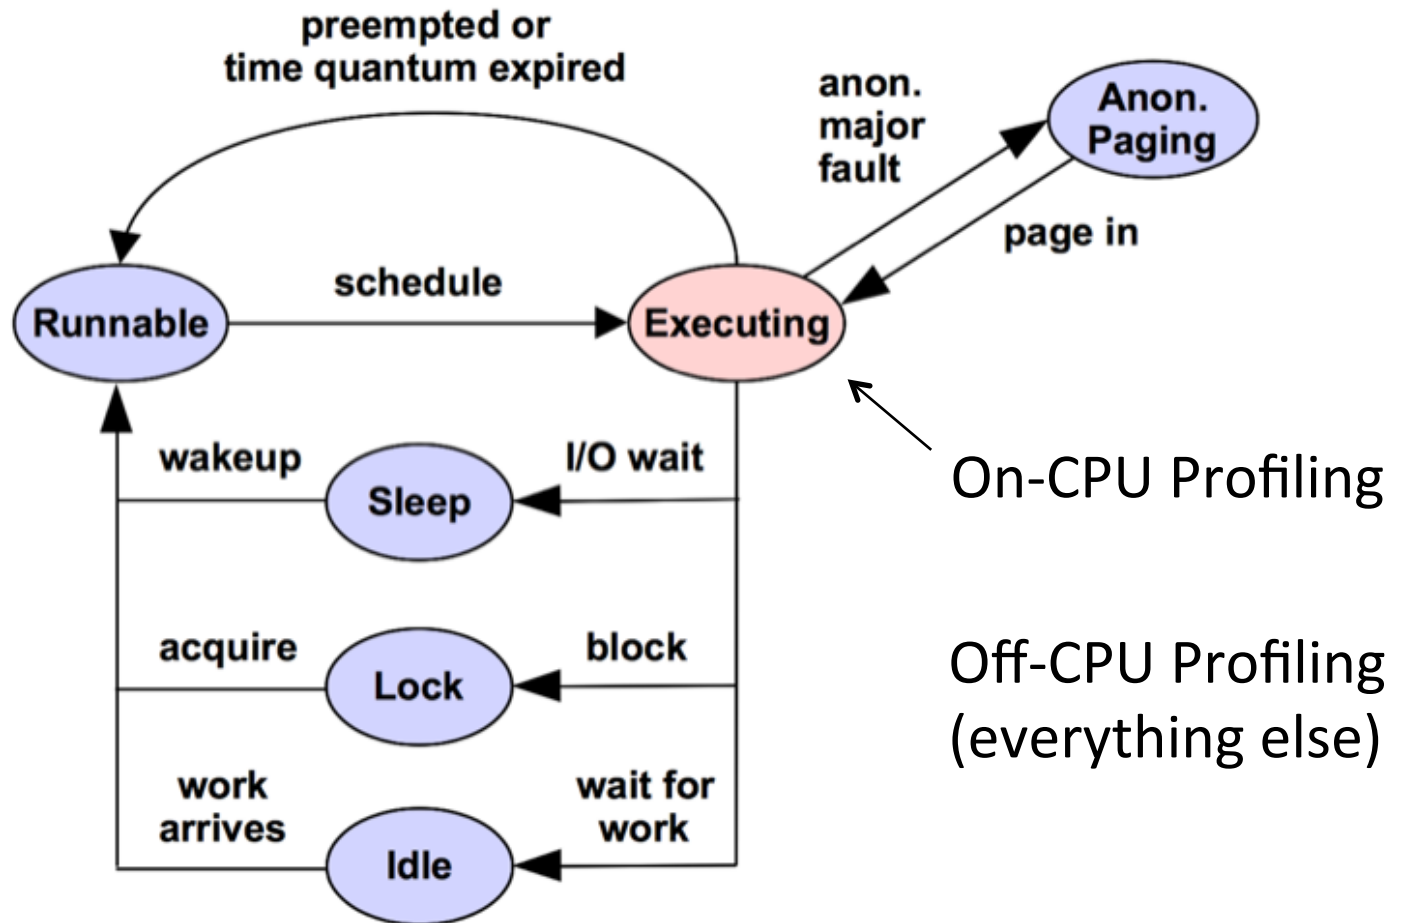 preempted or
time quantum expired
anon.
major
fault
Anon.
Paging
page in
schedule
Runnable
Executing
wakeup
Sleep
I/O wait
On-CPU Profiling
acquire
Lock
block
Off-CPU Profiling
(everything else)
work
arrives
Idle
wait for
work